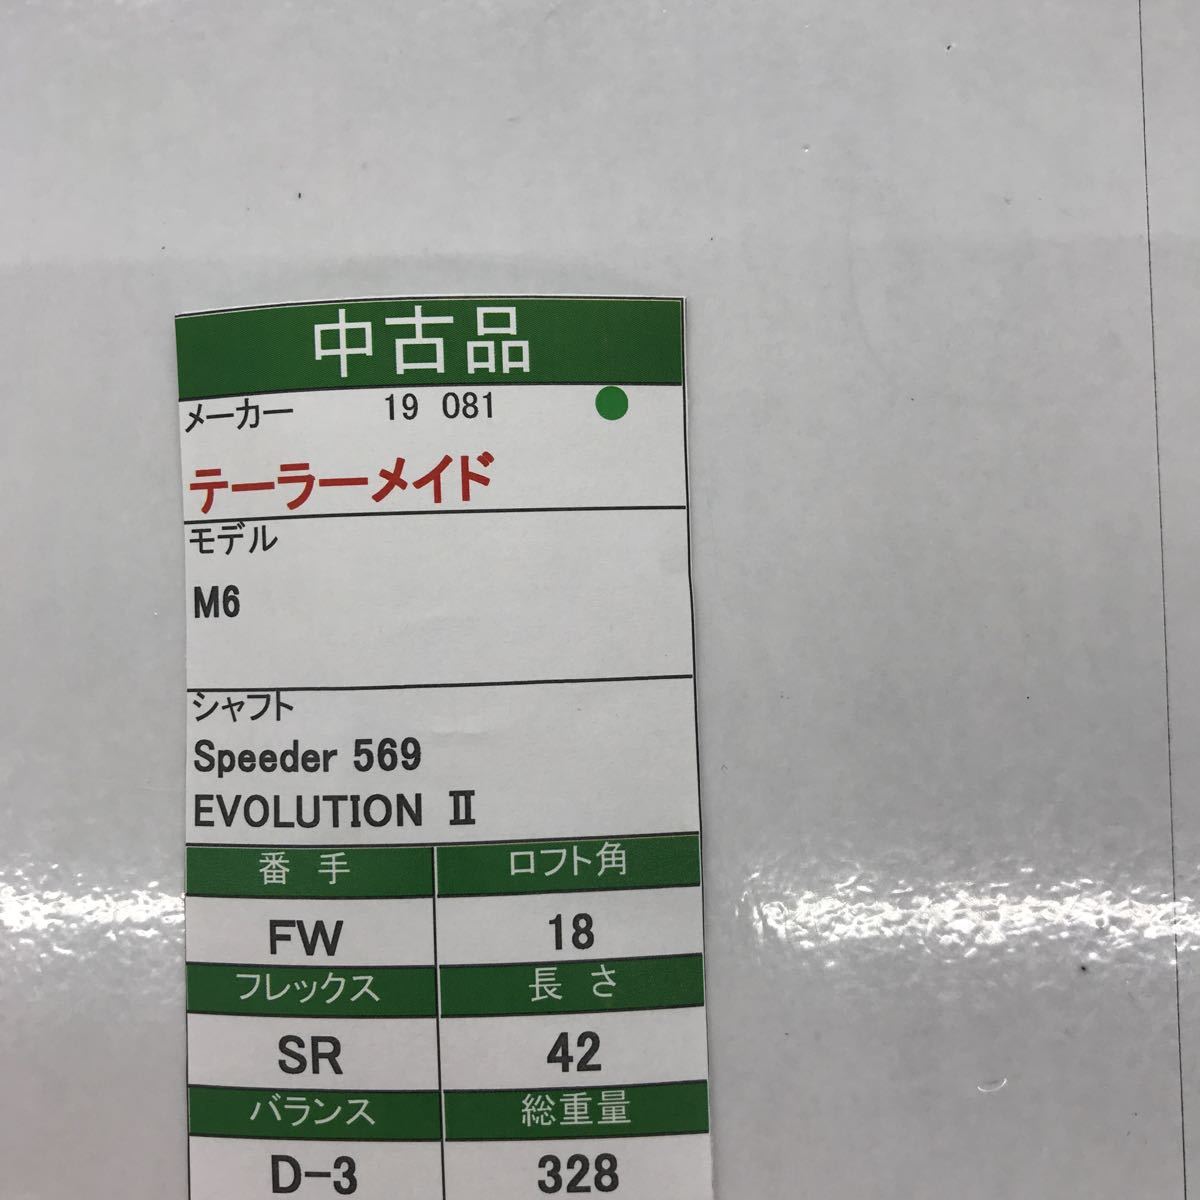 中古品
メーカー 19 081
テーラーメイド
モデル
M6
シャフト
Speeder 569
EVOLUTION Ⅱ
番手 ロフト角
FW 18
フレックス 長さ
SR 42
バランス 総重量
D-3 328